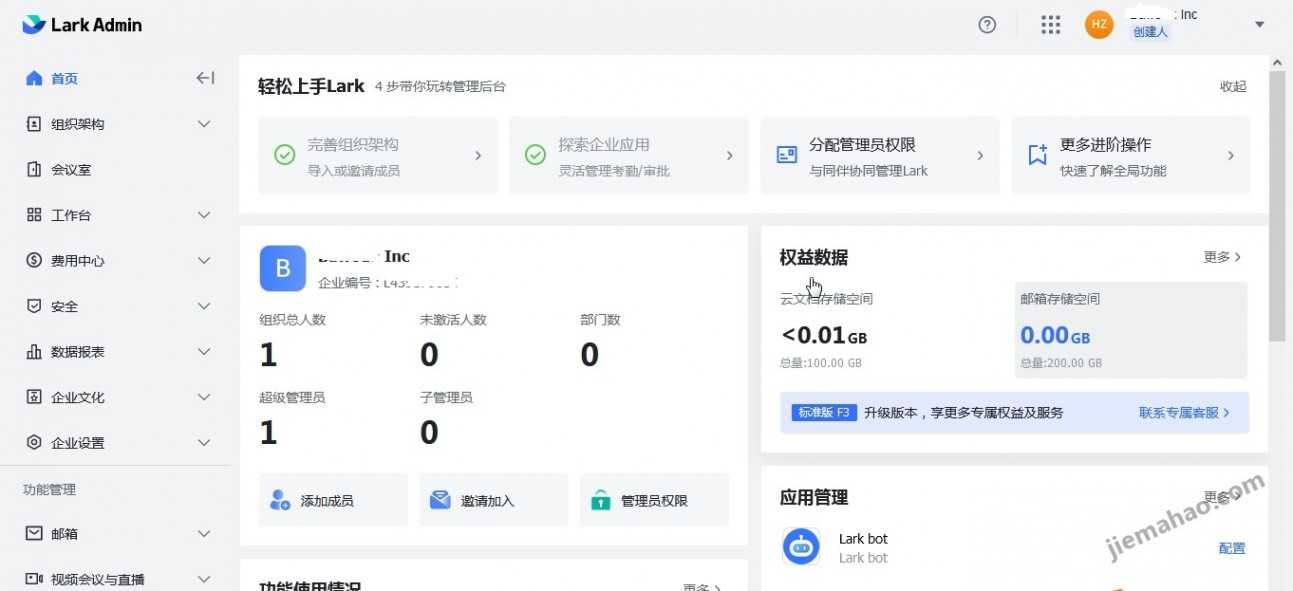 Lark Admin
HZ
Inc
创建人
首页
组织架构
会议室
工作台
费用中心
安全
数据报表
企业文化
企业设置
功能管理
邮箱
视频会议与直播
轻松上手Lark 4 步带你玩转管理后台
收起
完善组织架构
导入或邀请成员
探索企业应用
灵活管理考勤/审批
分配管理员权限
与同伴协同管理Lark
更多进阶操作
快速了解全局功能
B
Inc
企业编号:
组织总人数 未激活人数 部门数
1 0 0
超级管理员 子管理员
1 0
添加成员
邀请加入
管理员权限
功能使用情况
更多
权益数据
更多
云文档存储空间
<0.01GB
总量:100.00 GB
邮箱存储空间
0.00GB
总量:200.00 GB
标准版 F3 升级版本,享更多专属权益及服务
联系专属客服
应用管理
更多
Lark bot
Lark bot
配置
jiemahao.com